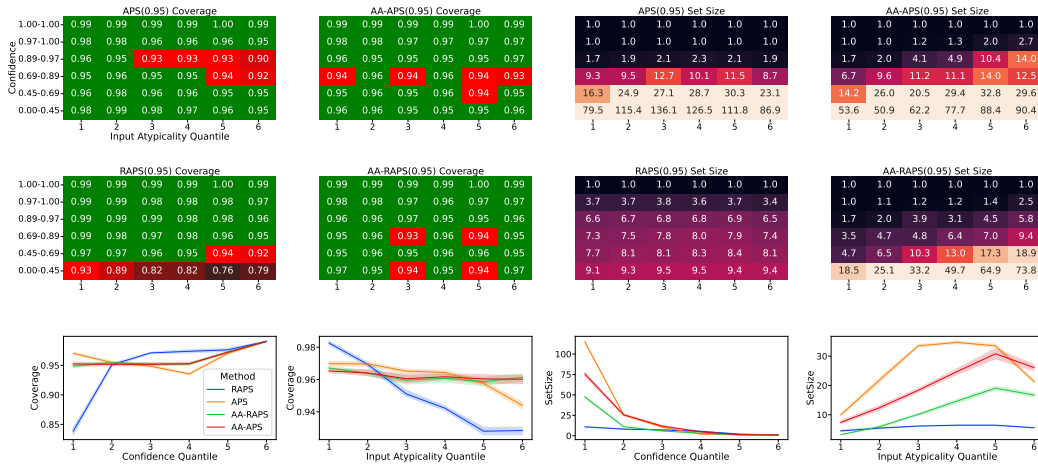 APS(0.95) Coverage AA-APS(0.95) Coverage APS(0.95) Set Size AA-APS(0.95) Set Size
1.00-1.00 0.99 0.99 0.99 0.99 1.00 0.99 0.99 0.99 0.99 0.99 1.00 0.99 1.0 1.0 1.0 1.0 1.0 1.0 1.0 1.0 1.0 1.0 1.0 1.0
0.97-1.00 0.98 0.98 0.96 0.96 0.96 0.95 0.98 0.97 0.97 0.97 0.97 0.97 1.0 1.0 1.0 1.0 1.0 1.0 1.0 1.0 1.2 1.3 2.0 2.7
0.89-0.97 0.96 0.95 0.93 0.93 0.93 0.90 0.96 0.96 0.97 0.96 0.95 0.95 1.7 1.9 2.1 2.3 2.1 1.9 1.7 2.0 4.1 4.9 10.4 14.0
0.69-0.89 0.95 0.96 0.95 0.95 0.94 0.92 0.94 0.96 0.94 0.96 0.94 0.93 9.3 9.5 12.7 10.1 11.5 8.7 6.7 9.6 11.2 11.1 14.0 12.5
0.45-0.69 0.96 0.95 0.96 0.96 0.95 0.95 0.95 0.96 0.95 0.95 0.94 0.95 16.3 24.9 27.1 28.7 30.3 23.1 14.2 26.0 20.5 29.4 32.8 29.6
0.00-0.45 0.98 0.99 0.97 0.96 0.96 0.95 0.96 0.95 0.95 0.95 0.96 0.96 79.5 115.4 136.1 126.5 111.8 86.9 53.6 50.9 62.2 77.7 88.4 90.4
Confidence
1 2 3 4 5 6 1 2 3 4 5 6 1 2 3 4 5 6 1 2 3 4 5 6
Input Atypicality Quantile
RAPS(0.95) Coverage AA-RAPS(0.95) Coverage RAPS(0.95) Set Size AA-RAPS(0.95) Set Size
1.00-1.00 0.99 0.99 0.99 0.99 1.00 0.99 0.99 0.99 0.99 0.99 1.00 0.99 1.0 1.0 1.0 1.0 1.0 1.0 1.0 1.0 1.0 1.0 1.0 1.0
0.97-1.00 0.99 0.99 0.98 0.99 0.98 0.98 0.98 0.97 0.97 0.97 0.97 0.97 3.7 3.7 3.8 3.6 3.7 3.4 1.0 1.1 1.2 1.2 1.4 2.5
0.89-0.97 0.99 0.99 0.98 0.98 0.98 0.96 0.96 0.96 0.97 0.95 0.95 0.95 6.6 6.7 6.8 6.8 6.9 6.5 1.7 2.0 3.9 3.1 4.5 5.8
0.69-0.89 0.99 0.98 0.97 0.98 0.96 0.95 0.95 0.96 0.93 0.96 0.94 0.95 7.3 7.5 7.8 8.0 7.9 7.4 3.5 4.7 4.8 6.4 7.0 9.4
0.45-0.69 0.97 0.97 0.96 0.95 0.94 0.92 0.95 0.96 0.96 0.95 0.95 0.96 7.7 8.1 8.1 8.3 8.4 8.1 4.7 6.5 10.3 13.0 17.3 18.9
0.00-0.45 0.93 0.89 0.82 0.82 0.76 0.79 0.97 0.95 0.94 0.95 0.94 0.97 9.1 9.3 9.5 9.5 9.4 9.4 18.5 25.1 33.2 49.7 64.9 73.8
1 2 3 4 5 6 1 2 3 4 5 6 1 2 3 4 5 6 1 2 3 4 5 6
Coverage
0.95
0.85
Method
RAPS
APS
AA-RAPS
AA-APS
1 2 3 4 5 6
Confidence Quantile
Coverage
0.98
0.96
0.94
1 2 3 4 5 6
Input Atypicality Quantile
SetSize
100
75
50
25
0
1 2 3 4 5 6
Confidence Quantile
SetSize
30
20
10
1 2 3 4 5 6
Input Atypicality Quantile